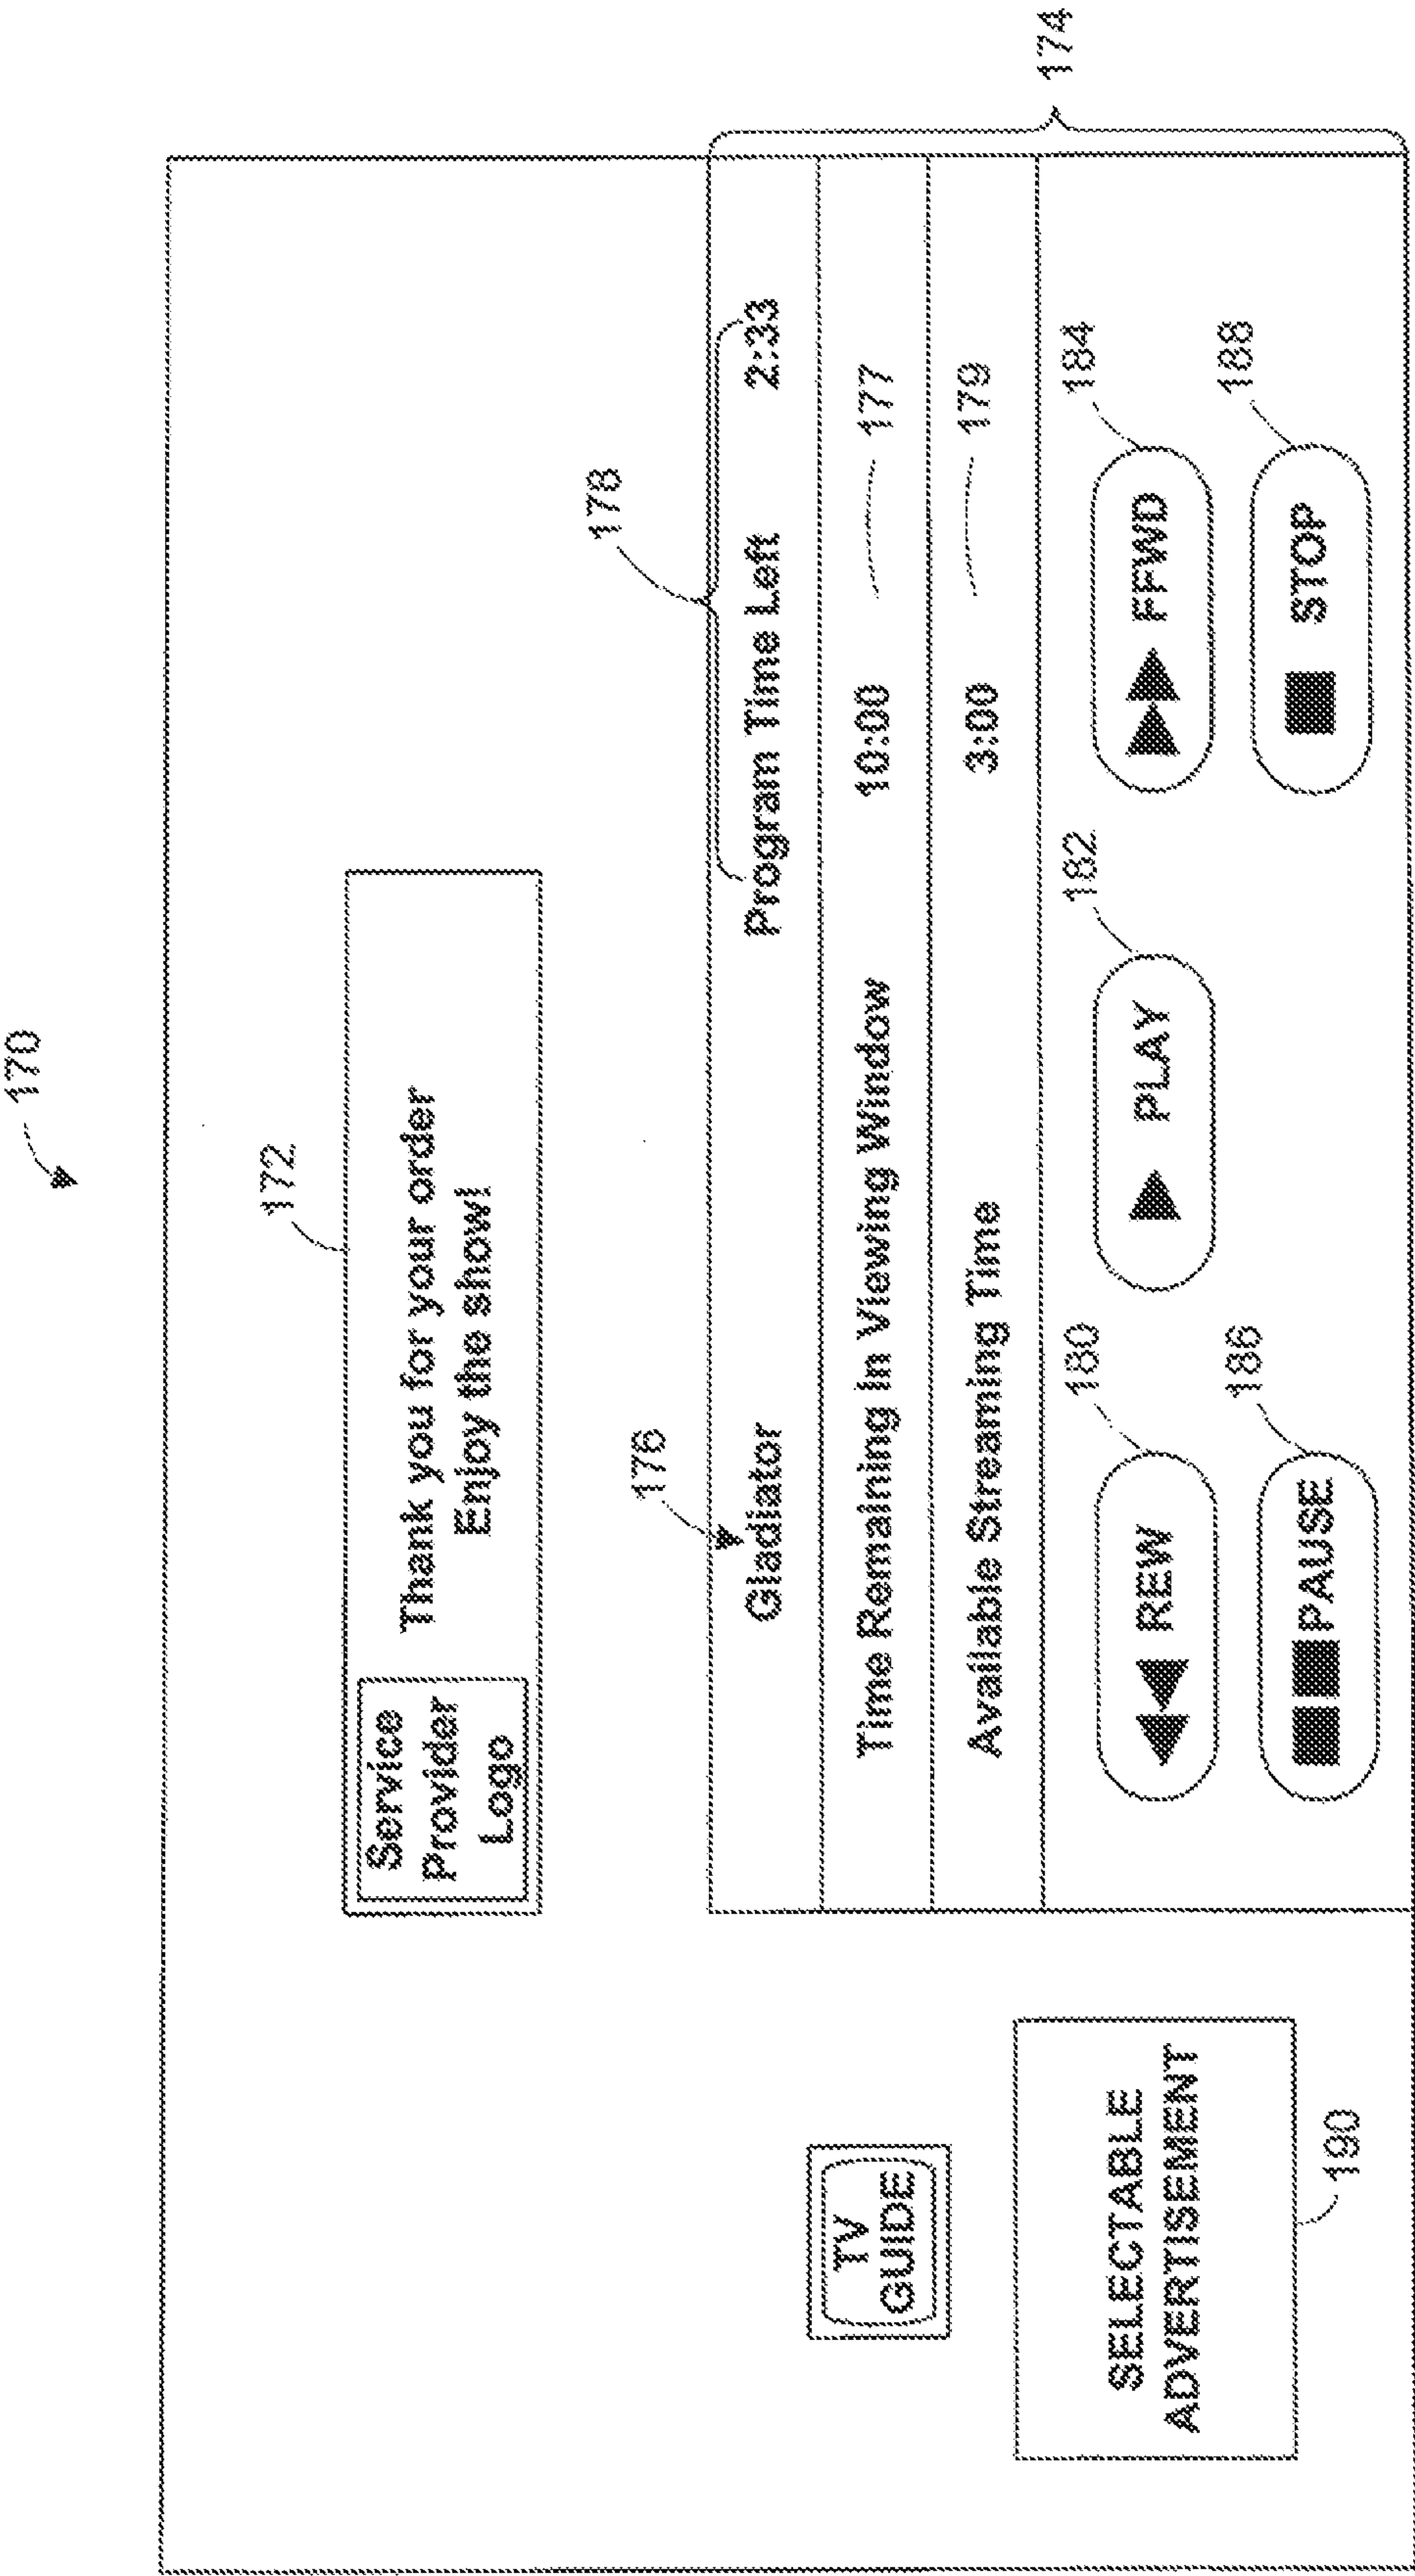 170
172
Service
Provider
Logo
Thank you for your order
Enjoy the show!
176
178
174
Gladiator Program Time Left 2:33
Time Remaining In Viewing Window 10:00 177
Available Streaming Time 3:00 179
TV
GUIDE
180
182
184
REW
PLAY
FFWD
186
188
PAUSE
STOP
SELECTABLE
ADVERTISEMENT
190